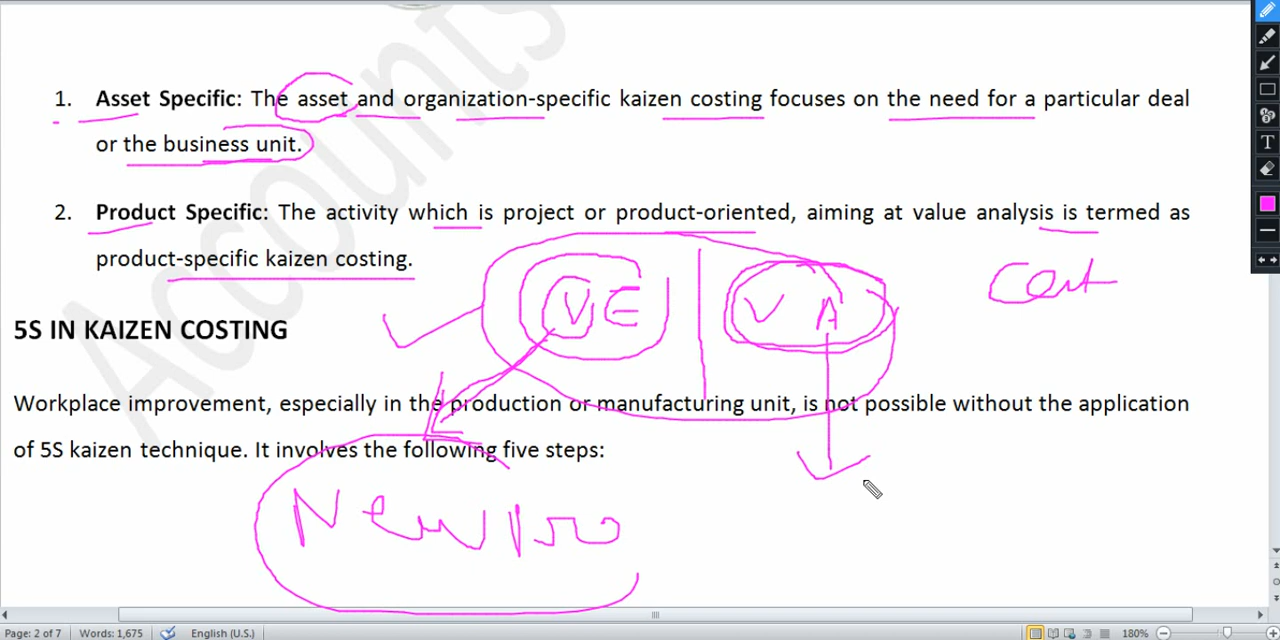 1. Asset Specific: The asset and organization-specific kaizen costing focuses on the need for a particular deal
or the business unit.
2. Product Specific: The activity which is project or product-oriented, aiming at value analysis is termed as
product-specific kaizen costing.
VE
VA
5S IN KAIZEN COSTING
Workplace improvement, especially in the production or manufacturing unit, is not possible without the application
of 5S kaizen technique. It involves the following five steps:
New Pro
Accounts
Page: 2 of 7
Words: 1,675
English (U.S.)
180%